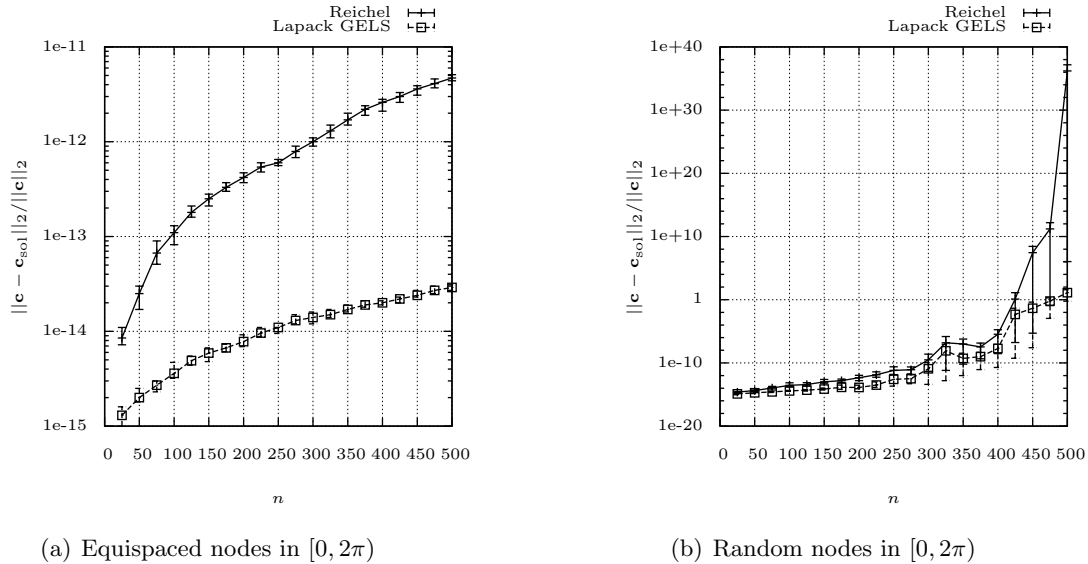 Reichel
Lapack GELS
1e-11
1e-12
1e-13
1e-14
1e-15
||c − c_sol||_2/||c||_2
0 50 100 150 200 250 300 350 400 450 500
n
(a) Equispaced nodes in [0, 2π)
Reichel
Lapack GELS
1e+40
1e+30
1e+20
1e+10
1
1e-10
1e-20
||c − c_sol||_2/||c||_2
0 50 100 150 200 250 300 350 400 450 500
n
(b) Random nodes in [0, 2π)